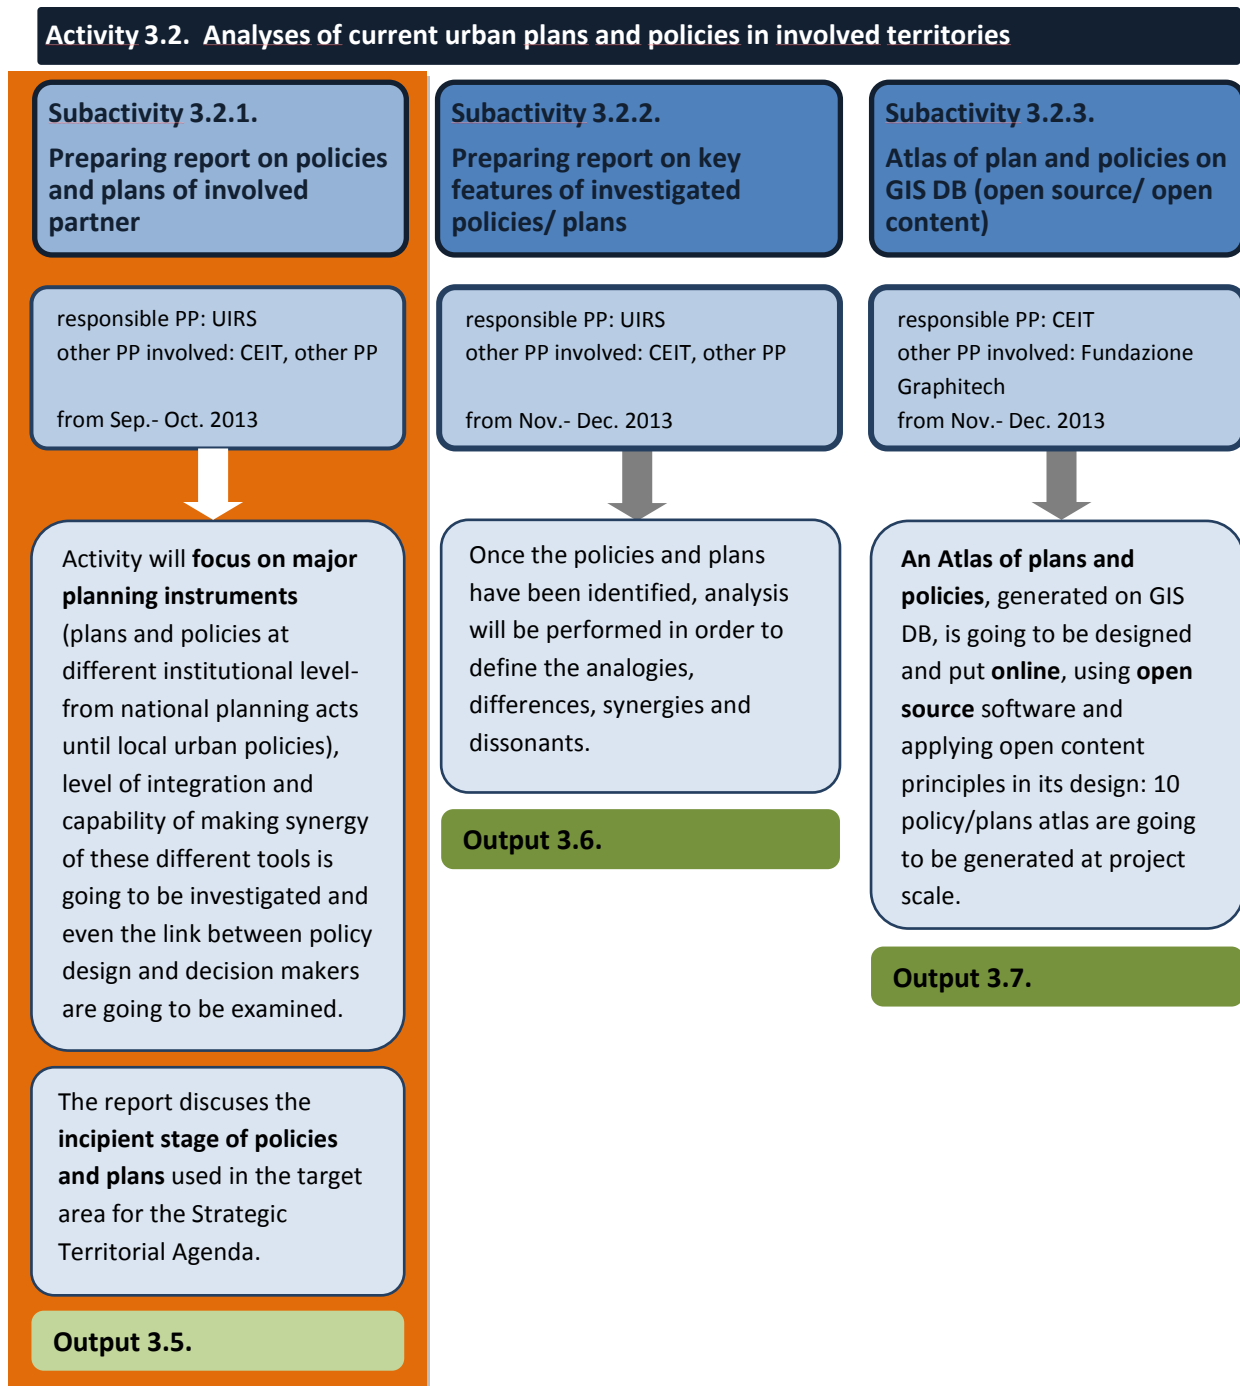 Activity 3.2. Analyses of current urban plans and policies in involved territories
Subactivity 3.2.1.
Preparing report on policies
and plans of involved
partner
responsible PP: UIRS
other PP involved: CEIT, other PP
from Sep.- Oct. 2013
Activity will focus on major
planning instruments
(plans and policies at
different institutional level-
from national planning acts
until local urban policies),
level of integration and
capability of making synergy
of these different tools is
going to be investigated and
even the link between policy
design and decision makers
are going to be examined.
The report discuses the
incipient stage of policies
and plans used in the target
area for the Strategic
Territorial Agenda.
Output 3.5.
Subactivity 3.2.2.
Preparing report on key
features of investigated
policies/ plans
responsible PP: UIRS
other PP involved: CEIT, other PP
from Nov.- Dec. 2013
Once the policies and plans
have been identified, analysis
will be performed in order to
define the analogies,
differences, synergies and
dissonants.
Output 3.6.
Subactivity 3.2.3.
Atlas of plan and policies on
GIS DB (open source/ open
content)
responsible PP: CEIT
other PP involved: Fundazione
Graphitech
from Nov.- Dec. 2013
An Atlas of plans and
policies, generated on GIS
DB, is going to be designed
and put online, using open
source software and
applying open content
principles in its design: 10
policy/plans atlas are going
to be generated at project
scale.
Output 3.7.